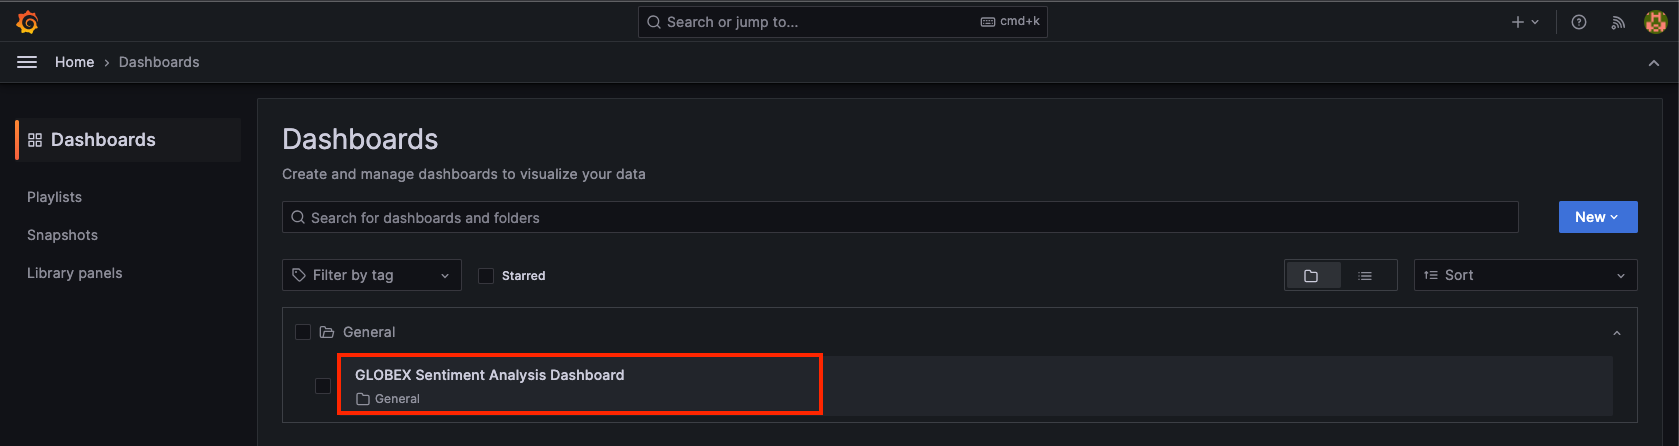 Search or jump to...
cmd+k
Home › Dashboards
Dashboards
Playlists
Snapshots
Library panels
Dashboards
Create and manage dashboards to visualize your data
Search for dashboards and folders
New
Filter by tag
Starred
Sort
General
GLOBEX Sentiment Analysis Dashboard
General